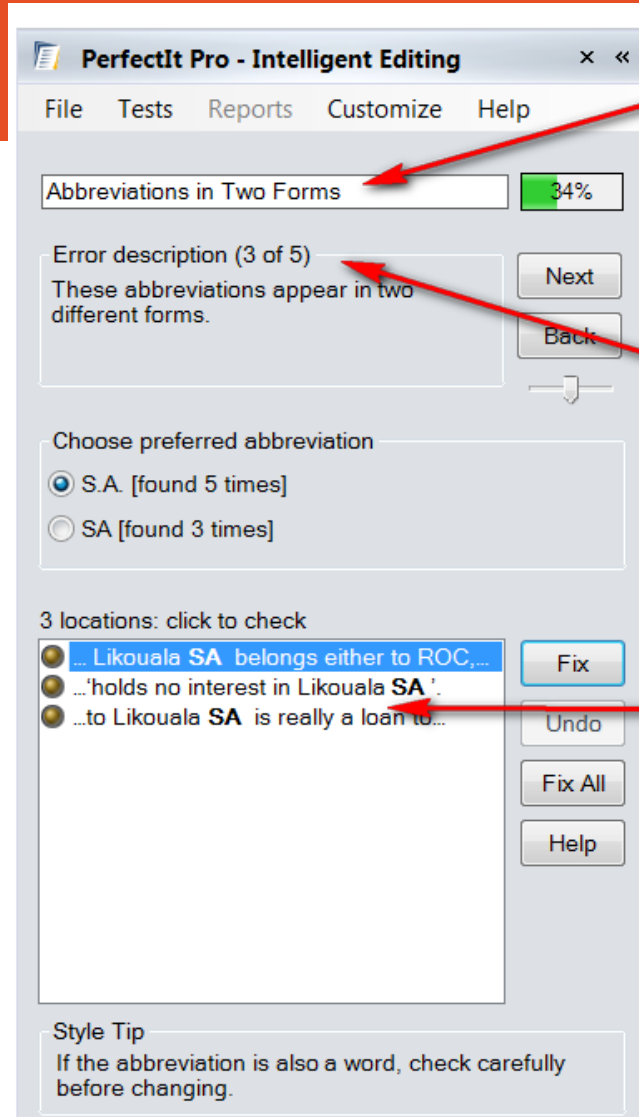 PerfectIt Pro - Intelligent Editing x «
File Tests Reports Customize Help
Abbreviations in Two Forms 34%
Error description (3 of 5)
These abbreviations appear in two
different forms.
Next
Back
Choose preferred abbreviation
S.A. [found 5 times]
SA [found 3 times]
3 locations: click to check
... Likouala SA belongs either to ROC,...
...‘holds no interest in Likouala SA ’.
...to Likouala SA is really a loan to...
Fix
Undo
Fix All
Help
Style Tip
If the abbreviation is also a word, check carefully
before changing.